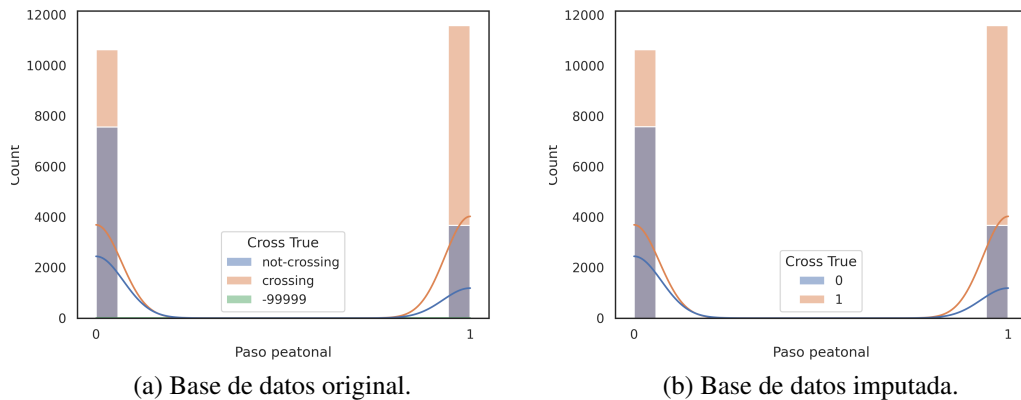 12000
10000
8000
6000
4000
2000
0
Count
Cross True
not-crossing
crossing
-99999
0
1
Paso peatonal
(a) Base de datos original.
12000
10000
8000
6000
4000
2000
0
Count
Cross True
0
1
0
1
Paso peatonal
(b) Base de datos imputada.